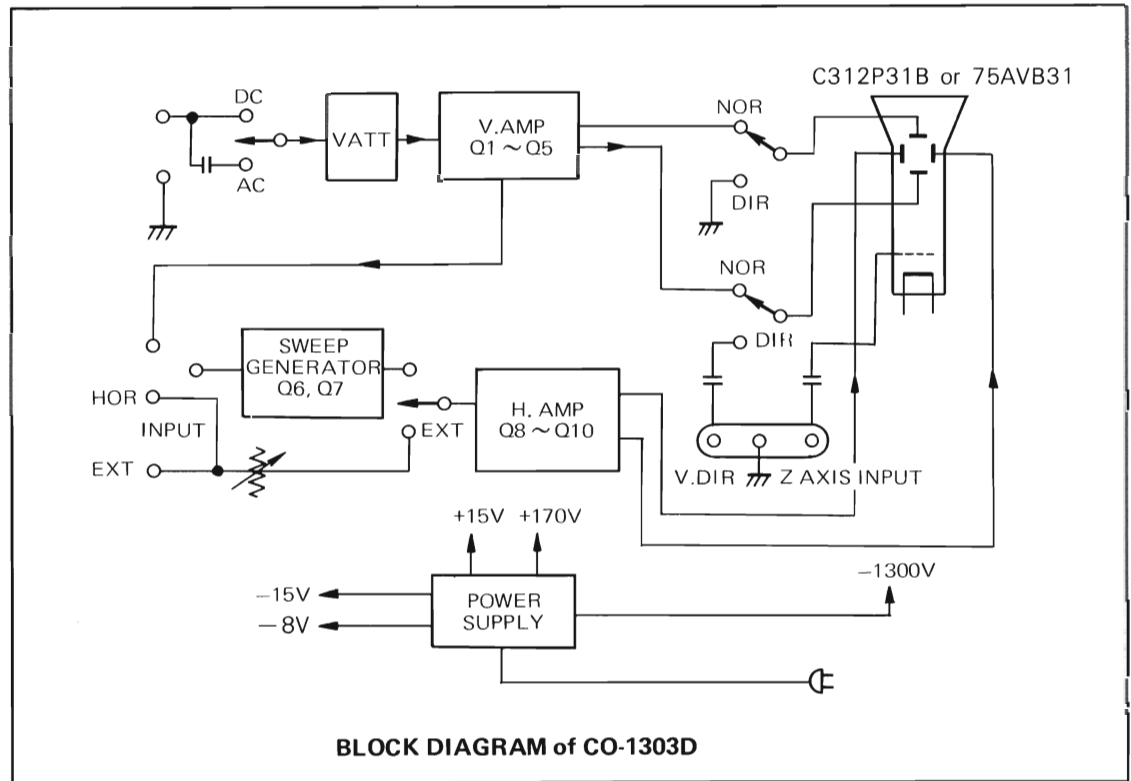 C312P31B or 75AVB31
DC
AC
VATT
V.AMP
Q1 ~ Q5
NOR
DIR
NOR
DIR
SWEEP
GENERATOR
Q6, Q7
HOR
INPUT
EXT
EXT
H. AMP
Q8 ~ Q10
V.DIR
Z AXIS INPUT
+15V
+170V
-1300V
-15V
-8V
POWER
SUPPLY
BLOCK DIAGRAM of CO-1303D